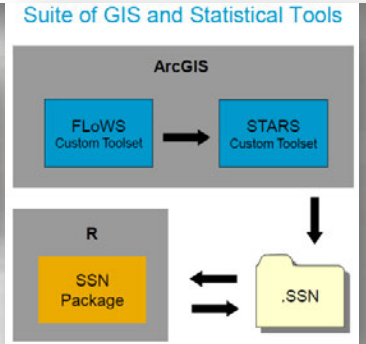 Suite of GIS and Statistical Tools
ArcGIS
FLoWS
Custom Toolset
STARS
Custom Toolset
R
SSN
Package
.SSN